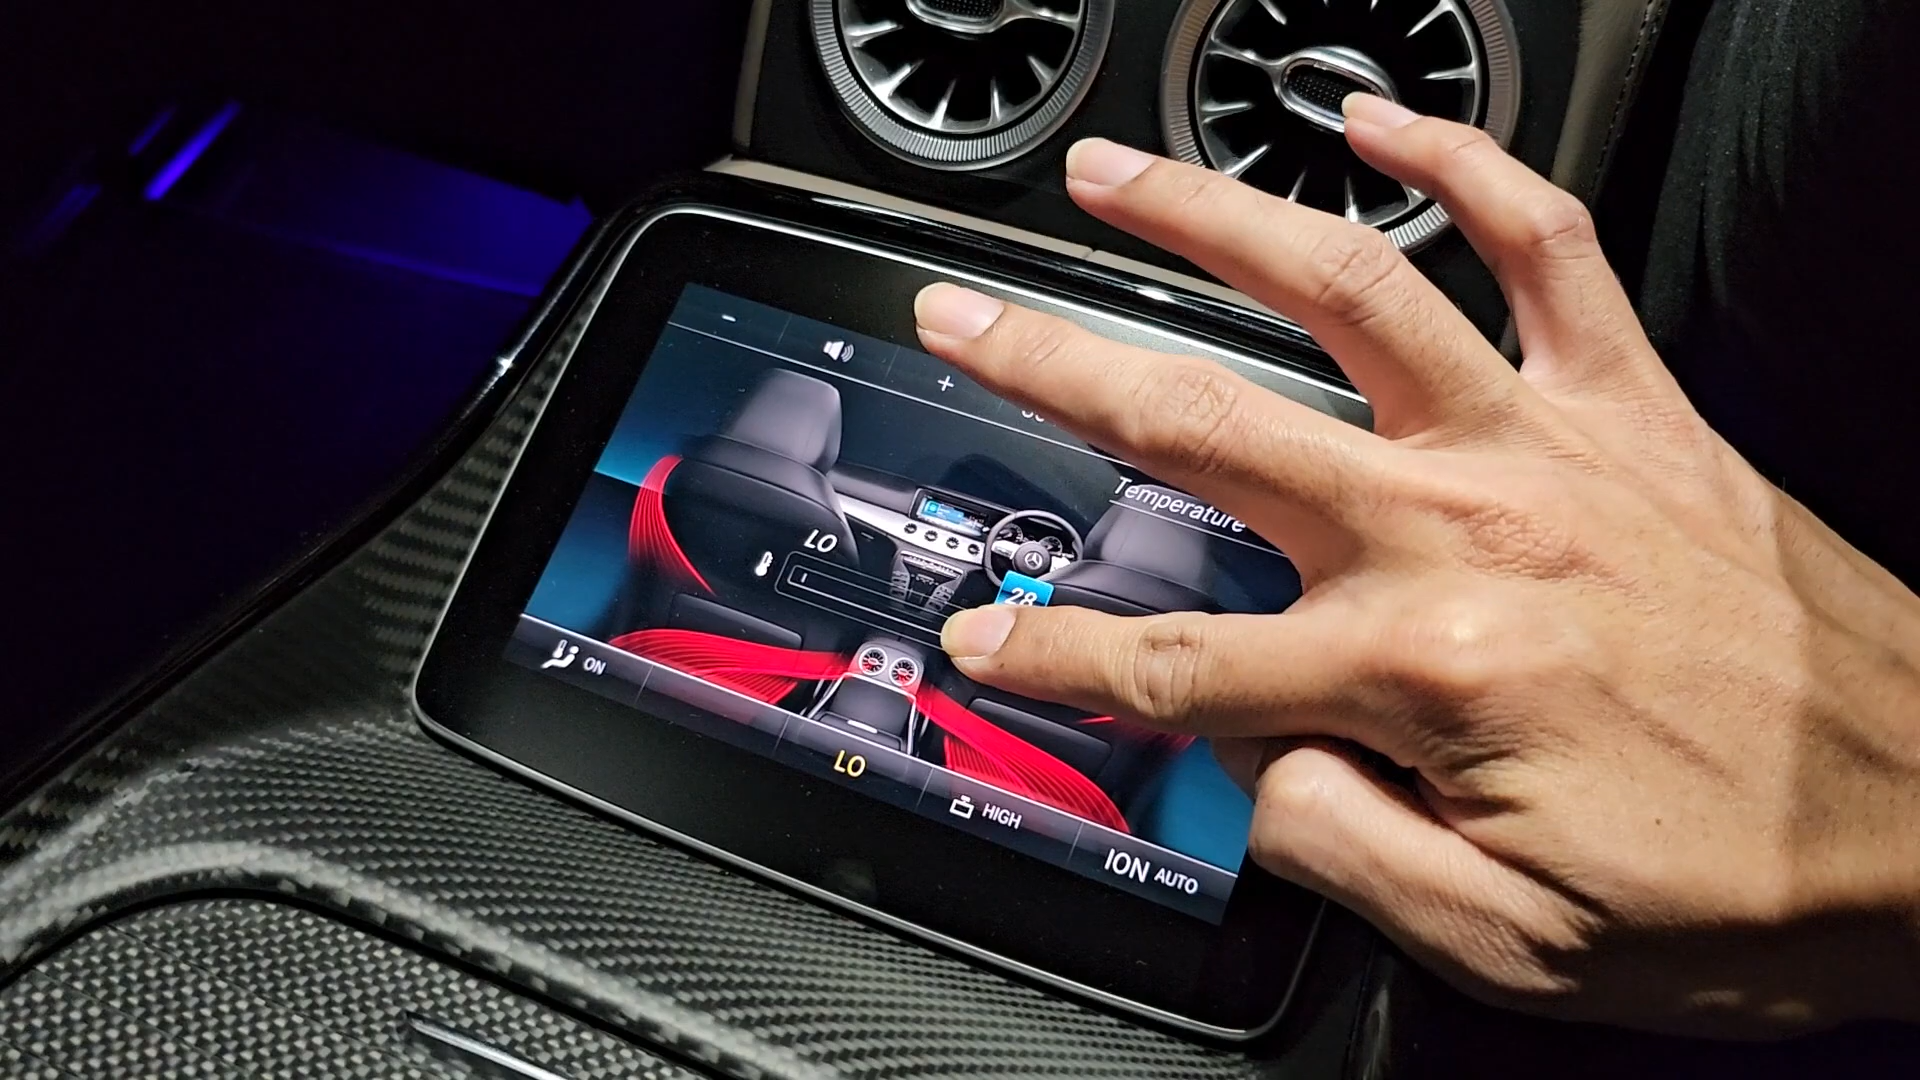 -
+
Temperature
LO
28
ON
LO
HIGH
ION AUTO